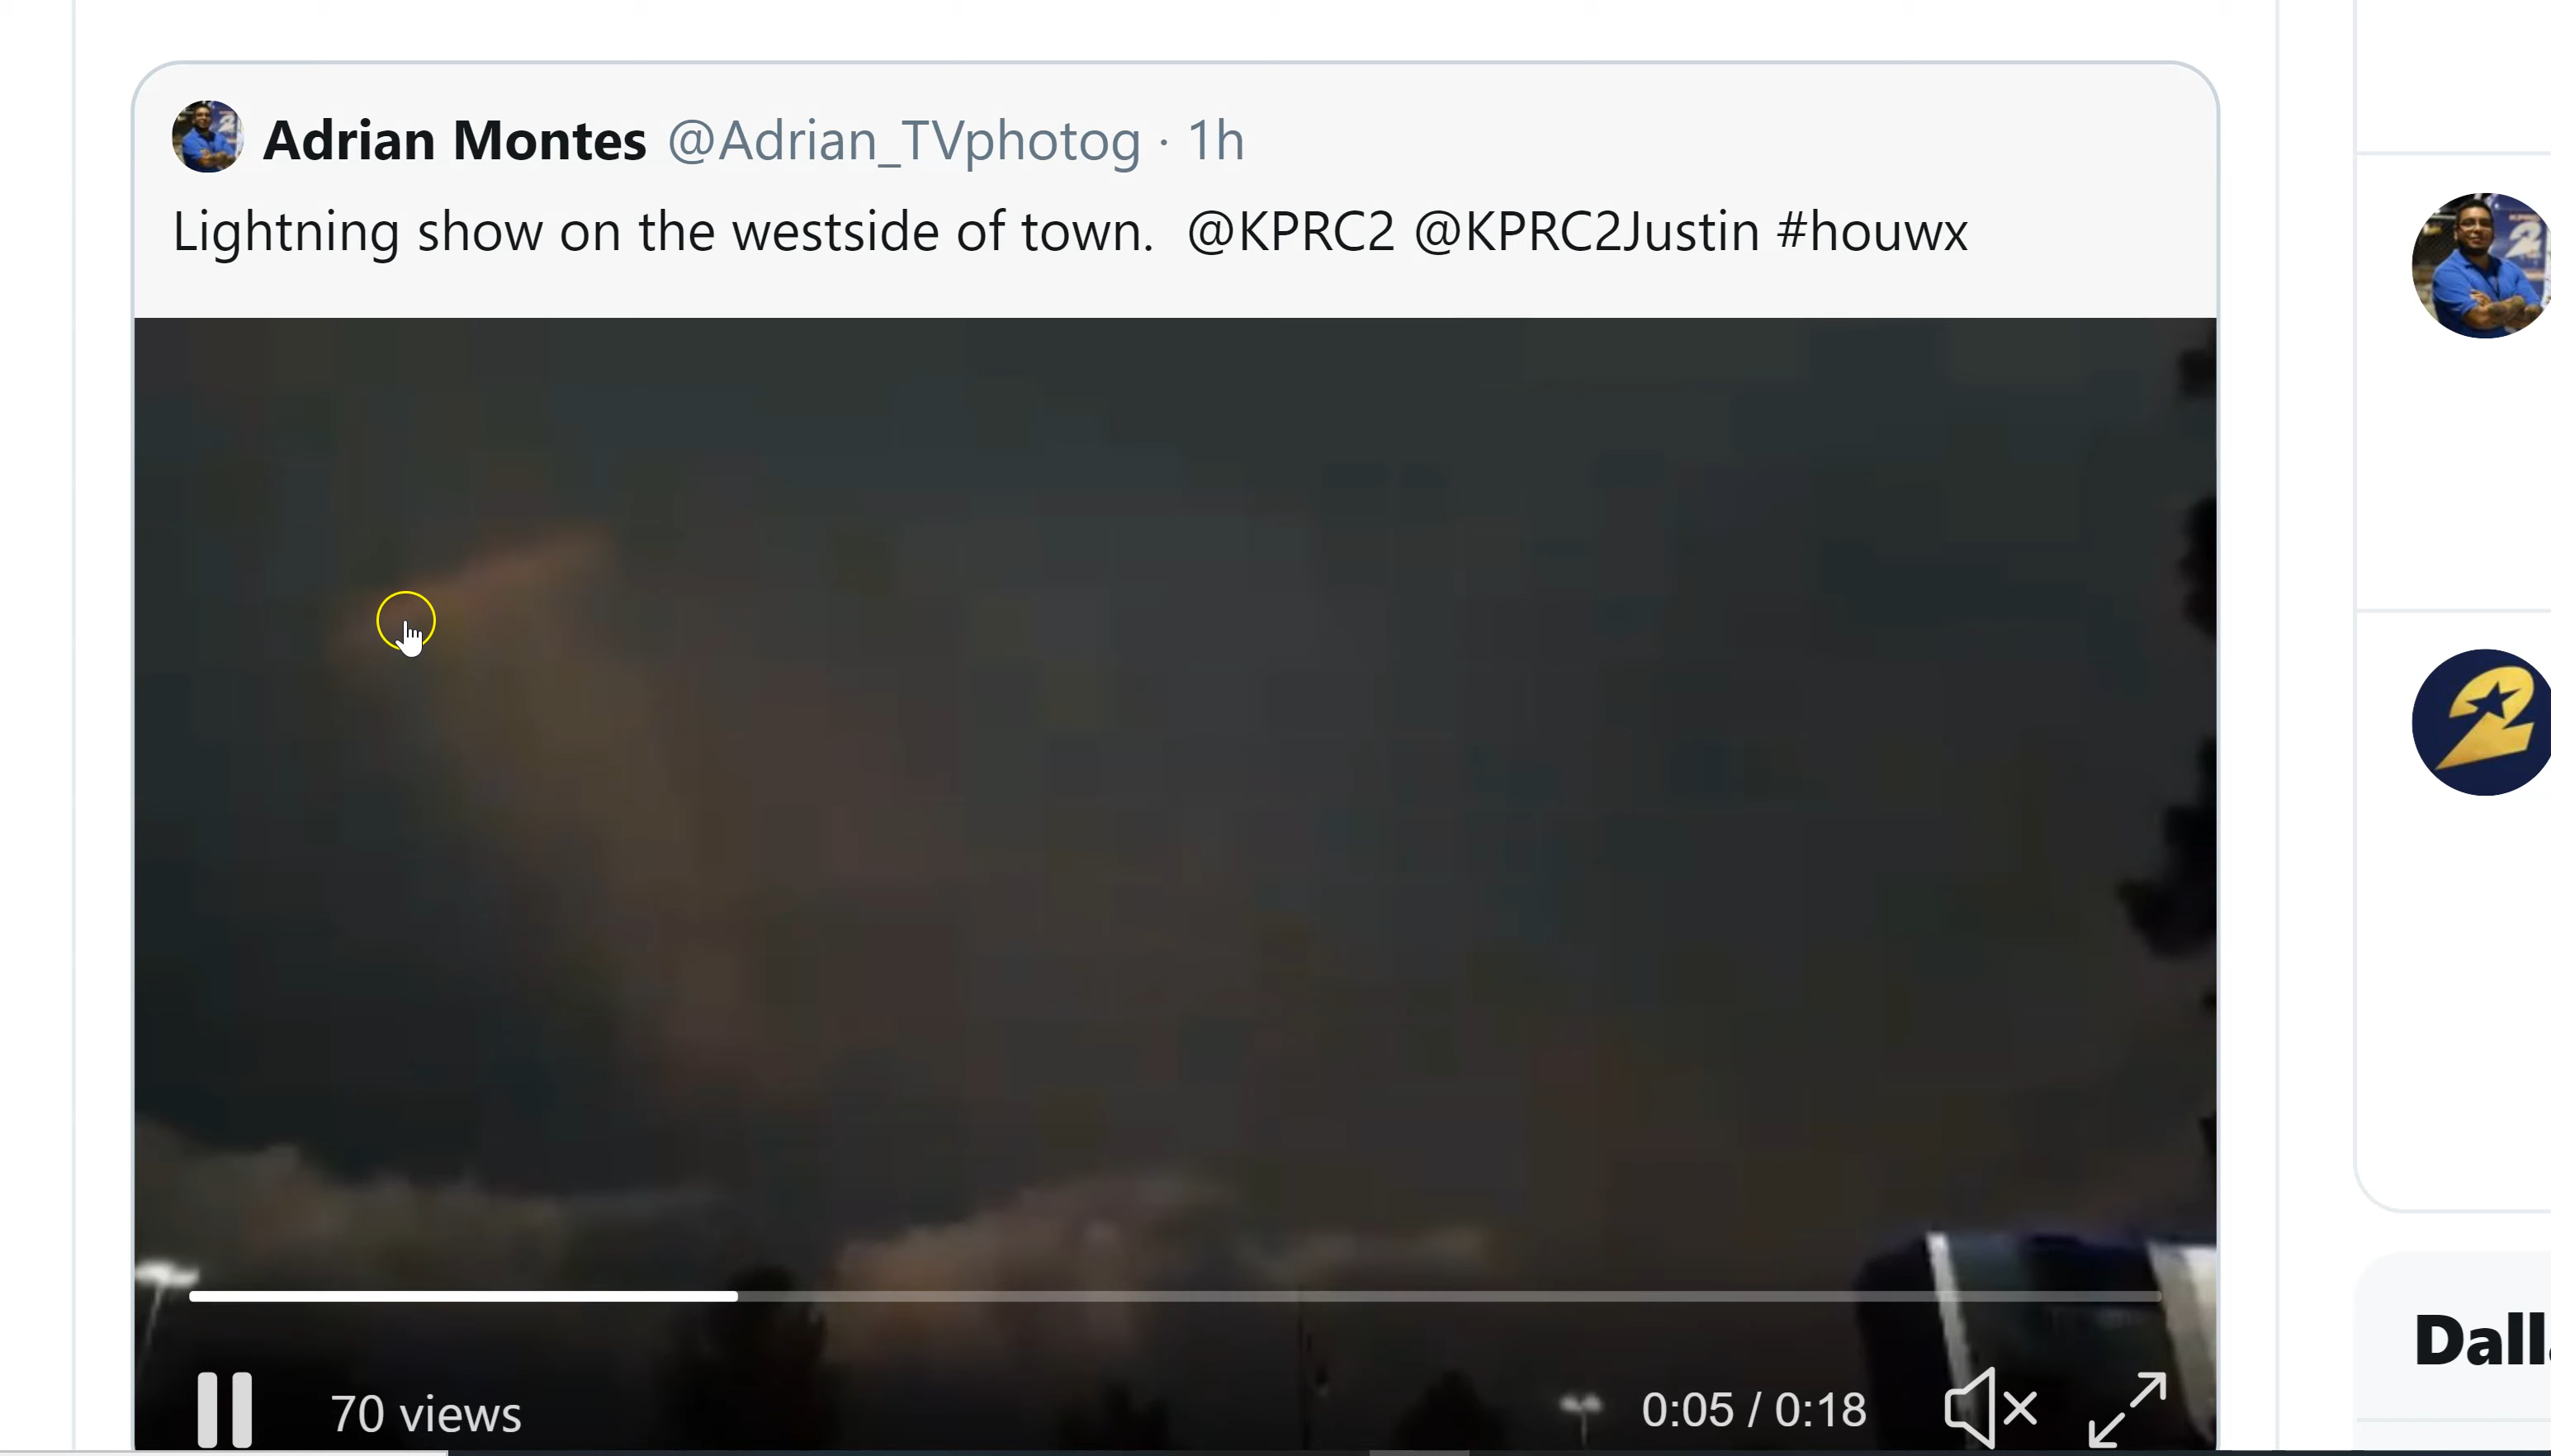 Adrian Montes @Adrian_TVphotog · 1h
Lightning show on the westside of town.  @KPRC2 @KPRC2Justin #houwx
2
70 views
0:05 / 0:18